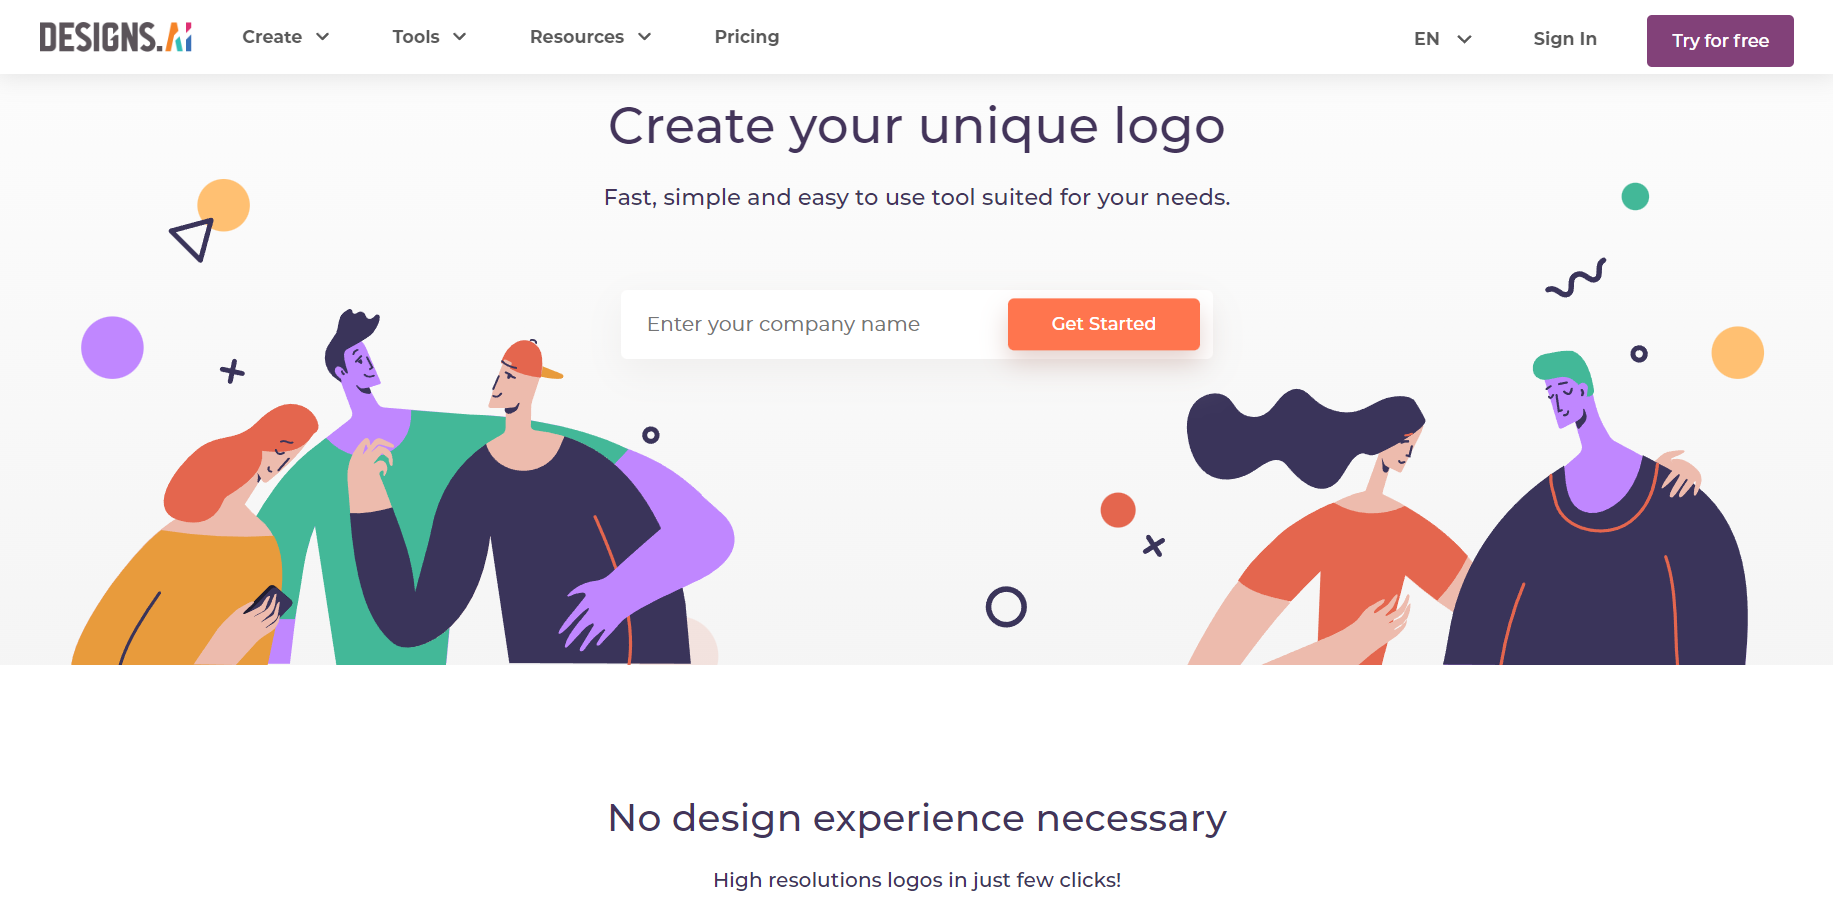 DESIGNS.AI
Create
Tools
Resources
Pricing
EN
Sign In
Try for free
Create your unique logo
Fast, simple and easy to use tool suited for your needs.
Enter your company name
Get Started
No design experience necessary
High resolutions logos in just few clicks!